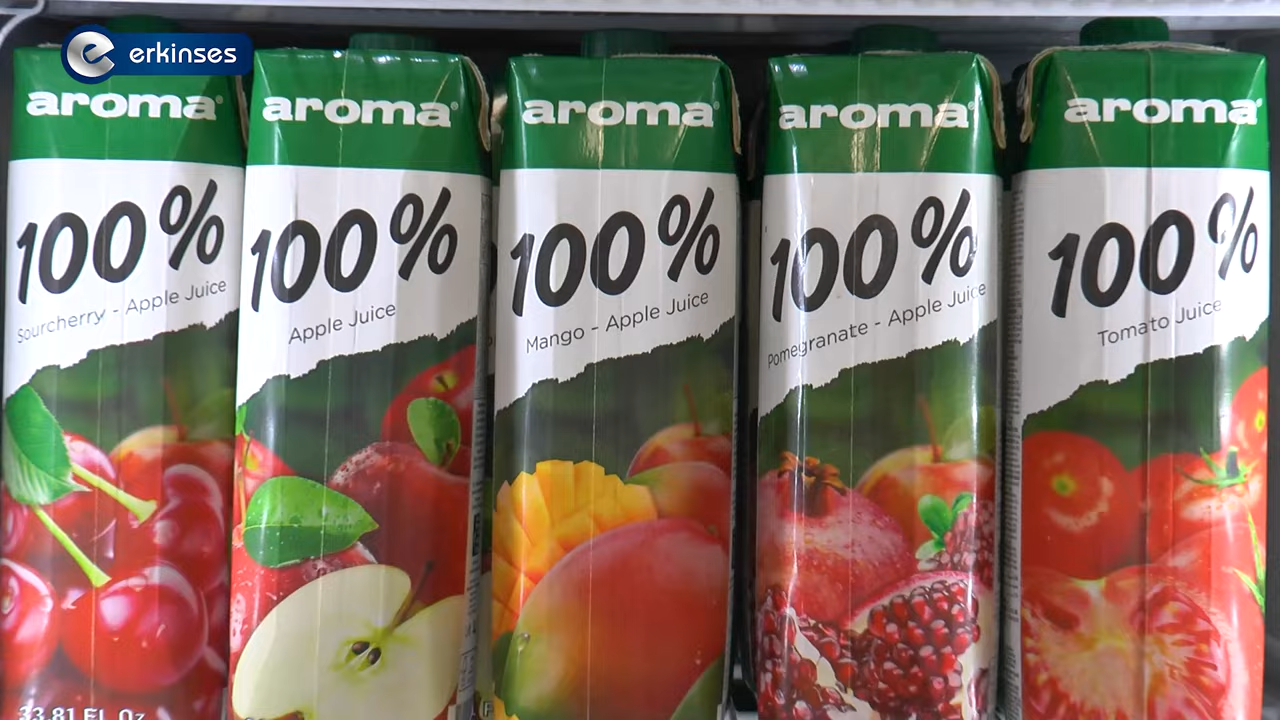 erkinses
aroma
100%
Sourcherry - Apple Juice
33.81 FL Oz
aroma
100%
Apple Juice
aroma
100%
Mango - Apple Juice
aroma
100%
Pomegranate - Apple Juice
aroma
100%
Tomato Juice